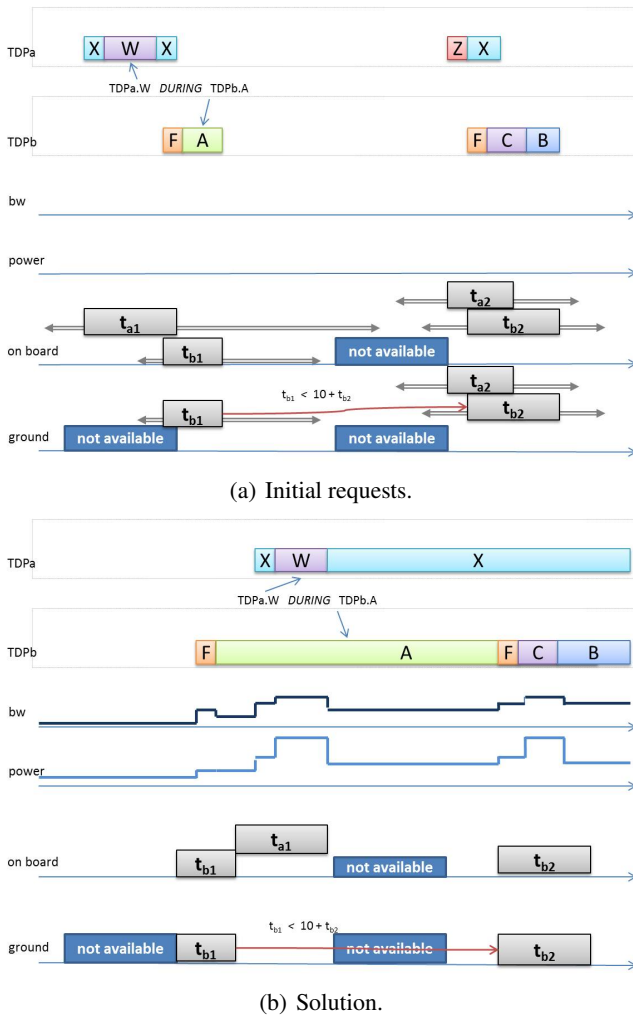 TDPa X W X Z X
TDPa.W DURING TDPb.A
TDPb F A F C B
bw
power
ta2
ta1 tb2
on board tb1 not available
ta2
tb1 < 10 + tb2
tb1 tb2
ground not available not available
(a) Initial requests.
TDPa X W X
TDPa.W DURING TDPb.A
TDPb F A F C B
bw
power
ta1
on board tb1 not available tb2
tb1 < 10 + tb2
ground not available tb1 not available tb2
(b) Solution.